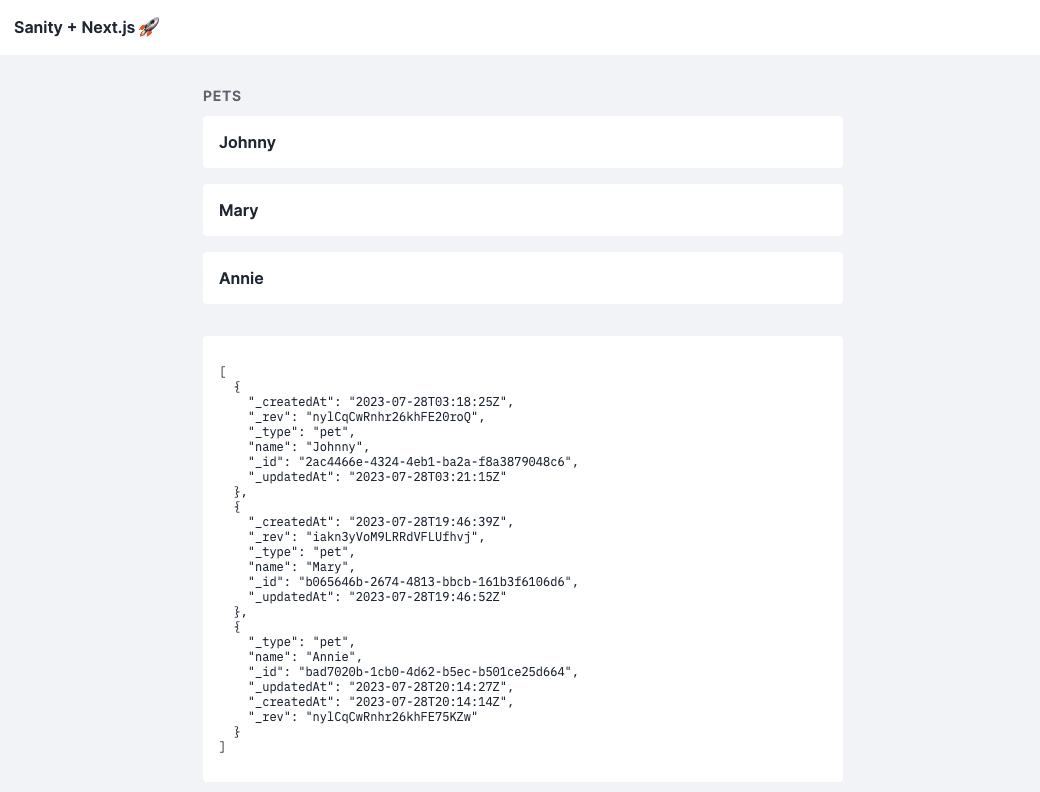 Sanity + Next.js 🚀
PETS
Johnny
Mary
Annie
[
  {
    "_createdAt": "2023-07-28T03:18:25Z",
    "_rev": "nylCqCwRnhr26khFE20roQ",
    "_type": "pet",
    "name": "Johnny",
    "_id": "2ac4466e-4324-4eb1-ba2a-f8a3879048c6",
    "_updatedAt": "2023-07-28T03:21:15Z"
  },
  {
    "_createdAt": "2023-07-28T19:46:39Z",
    "_rev": "iakn3yVoM9LRRdVFLUfhvj",
    "_type": "pet",
    "name": "Mary",
    "_id": "b065646b-2674-4813-bbcb-161b3f6106d6",
    "_updatedAt": "2023-07-28T19:46:52Z"
  },
  {
    "_type": "pet",
    "name": "Annie",
    "_id": "bad7020b-1cb0-4d62-b5ec-b501ce25d664",
    "_updatedAt": "2023-07-28T20:14:27Z",
    "_createdAt": "2023-07-28T20:14:14Z",
    "_rev": "nylCqCwRnhr26khFE75KZw"
  }
]